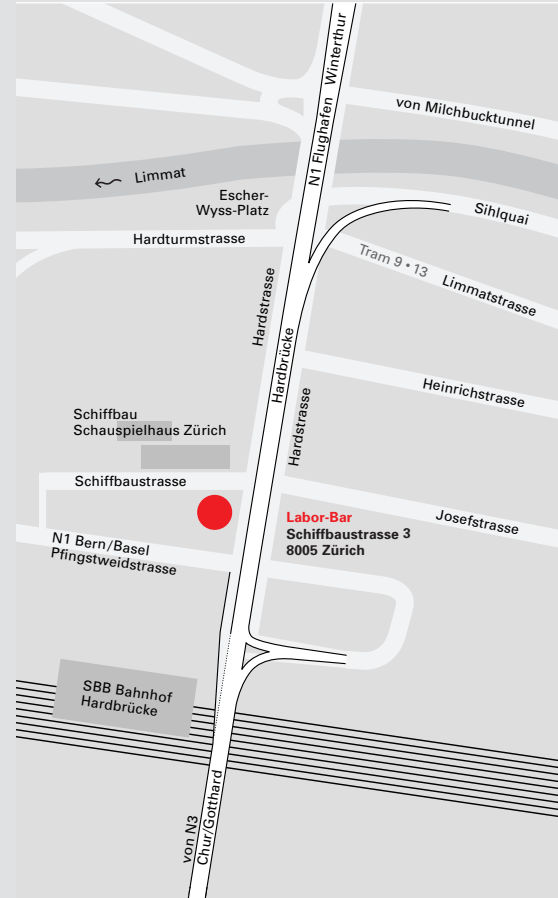 N1 Flughafen Winterthur
von Milchbucktunnel
Limmat
Escher-
Wyss-Platz
Sihlquai
Hardturmstrasse
Tram 9 • 13
Limmatstrasse
Hardstrasse
Hardbrücke
Heinrichstrasse
Hardstrasse
Schiffbau
Schauspielhaus Zürich
Schiffbaustrasse
Josefstrasse
Labor-Bar
Schiffbaustrasse 3
8005 Zürich
N1 Bern/Basel
Pfingstweidstrasse
SBB Bahnhof
Hardbrücke
von N3
Chur/Gotthard